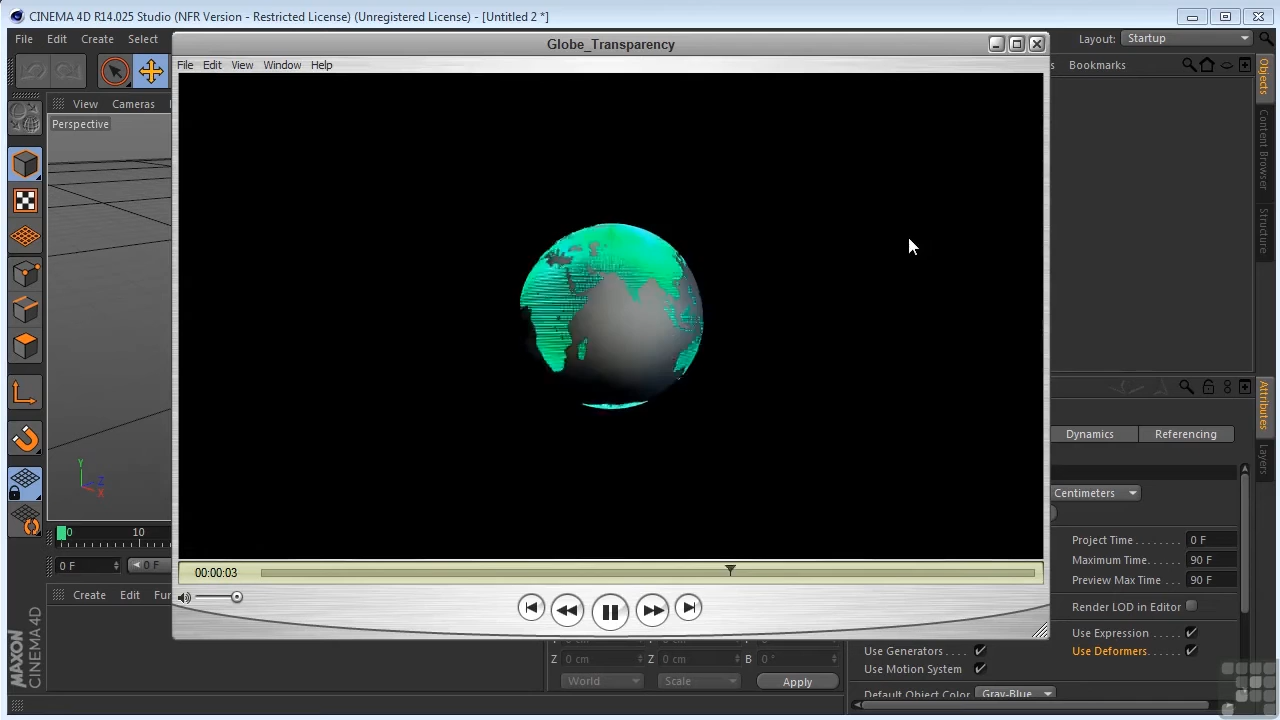 CINEMA 4D R14.025 Studio (NFR Version - Restricted License) (Unregistered License) - [Untitled 2 *]
File Edit Create Select
Layout: Startup
Globe_Transparency
File Edit View Window Help
Bookmarks
View Cameras
Perspective
Objects
Content Browser
Structure
Attributes
Layers
Dynamics Referencing
Centimeters
Y
Z
X
0 10
0 F 0 F
Project Time 0 F
Maximum Time. 90 F
Preview Max Time 90 F
Render LOD in Editor
Use Expression
Use Generators Use Deformers
Use Motion System
Default Object Color Gray-Blue
00:00:03
Create Edit
Z 0 cm Z 0 cm B 0 °
World Scale Apply
MAXON
CINEMA 4D